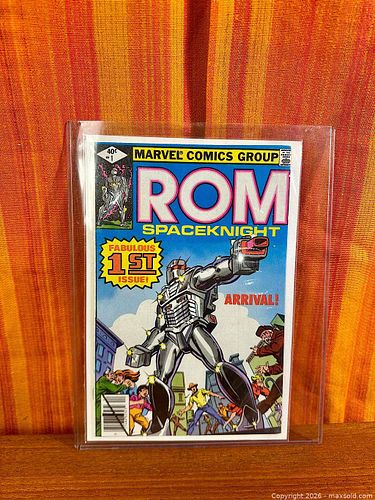 40¢
#1
MARVEL® COMICS GROUP
ROM
SPACEKNIGHT
FABULOUS
1ST
ISSUE!
ARRIVAL!
Copyright 2026 - maxsold.com